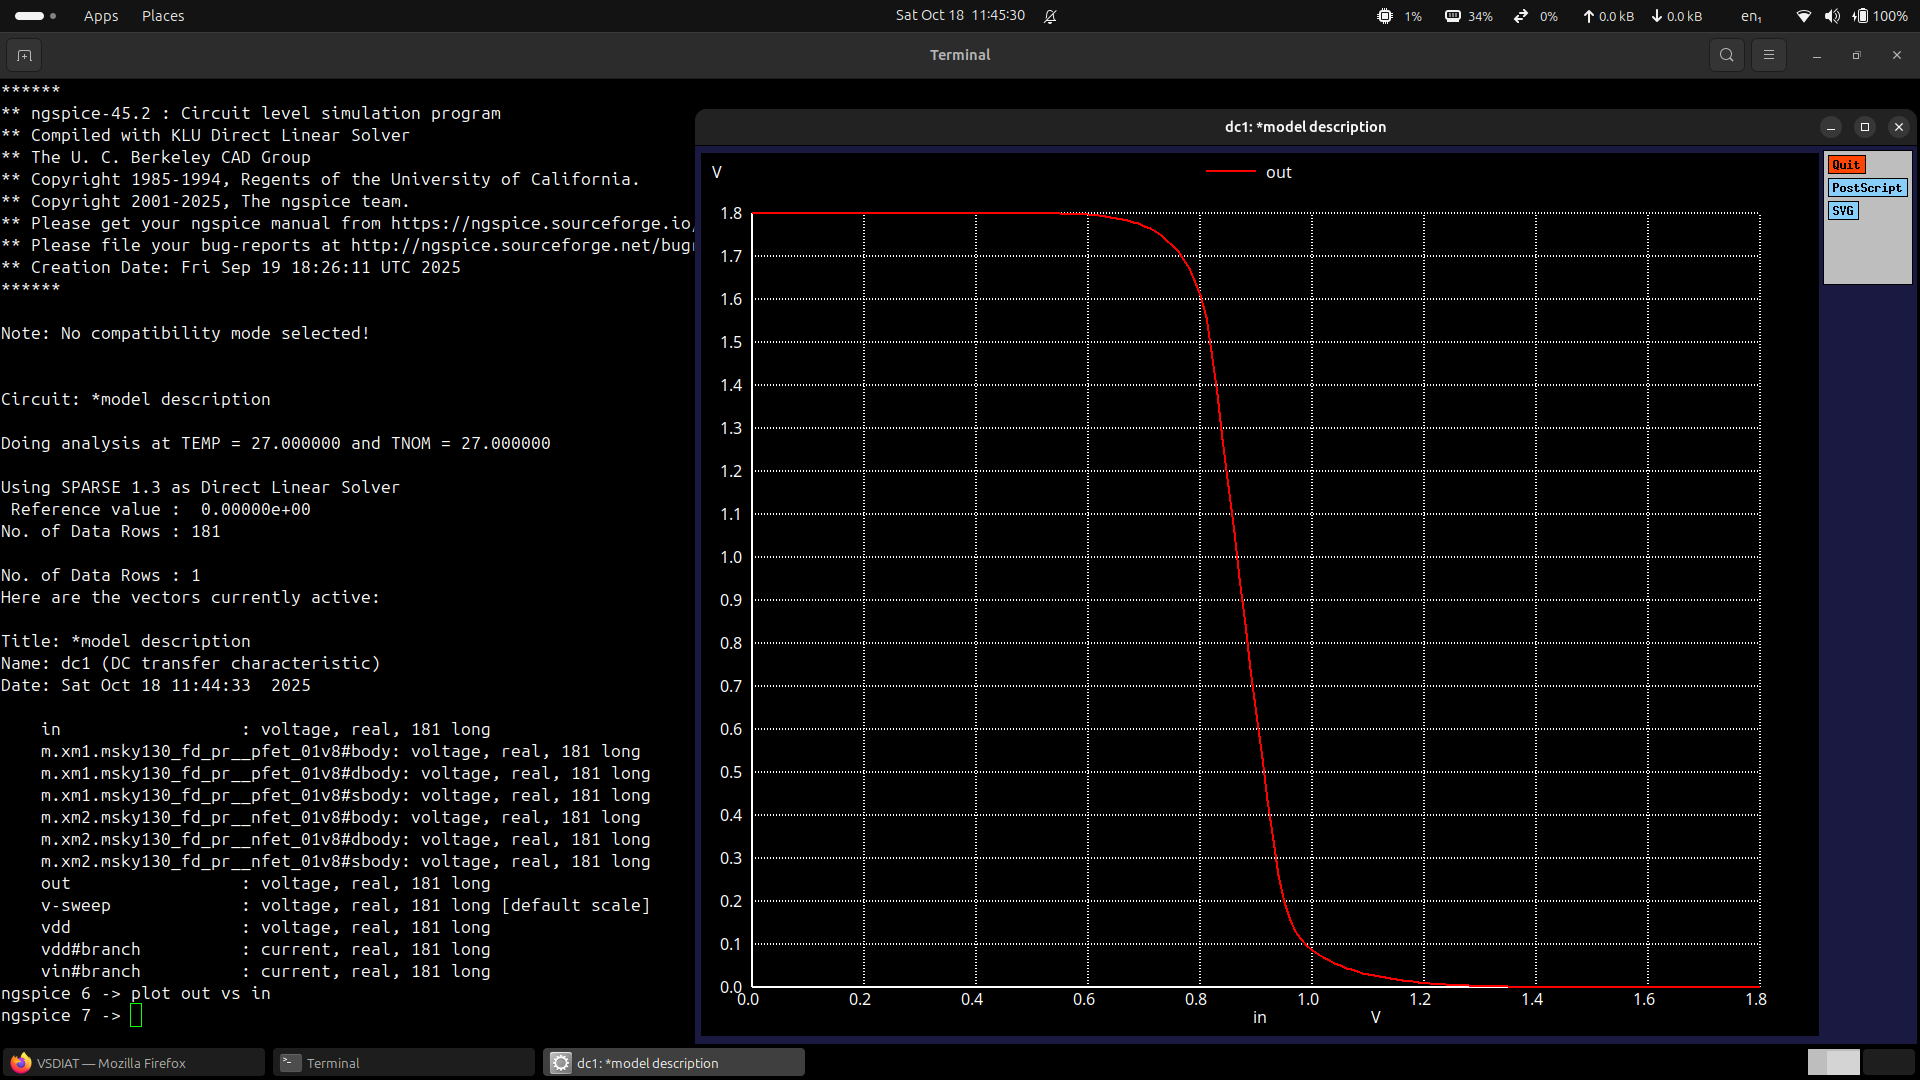 Apps Places Sat Oct 18 11:45:30 1% 34% 0% 0.0 kB 0.0 kB en₁ 100%
Terminal
******
** ngspice-45.2 : Circuit level simulation program
** Compiled with KLU Direct Linear Solver
** The U. C. Berkeley CAD Group
** Copyright 1985-1994, Regents of the University of California.
** Copyright 2001-2025, The ngspice team.
** Please get your ngspice manual from https://ngspice.sourceforge.io/
** Please file your bug-reports at http://ngspice.sourceforge.net/bugr
** Creation Date: Fri Sep 19 18:26:11 UTC 2025
******
Note: No compatibility mode selected!
Circuit: *model description
Doing analysis at TEMP = 27.000000 and TNOM = 27.000000
Using SPARSE 1.3 as Direct Linear Solver
Reference value : 0.00000e+00
No. of Data Rows : 181
No. of Data Rows : 1
Here are the vectors currently active:
Title: *model description
Name: dc1 (DC transfer characteristic)
Date: Sat Oct 18 11:44:33 2025
in : voltage, real, 181 long
m.xm1.msky130_fd_pr__pfet_01v8#body: voltage, real, 181 long
m.xm1.msky130_fd_pr__pfet_01v8#dbody: voltage, real, 181 long
m.xm1.msky130_fd_pr__pfet_01v8#sbody: voltage, real, 181 long
m.xm2.msky130_fd_pr__nfet_01v8#body: voltage, real, 181 long
m.xm2.msky130_fd_pr__nfet_01v8#dbody: voltage, real, 181 long
m.xm2.msky130_fd_pr__nfet_01v8#sbody: voltage, real, 181 long
out : voltage, real, 181 long
v-sweep : voltage, real, 181 long [default scale]
vdd : voltage, real, 181 long
vdd#branch : current, real, 181 long
vin#branch : current, real, 181 long
ngspice 6 -> plot out vs in
ngspice 7 ->
dc1: *model description
V
out
Quit
PostScript
SVG
1.8
1.7
1.6
1.5
1.4
1.3
1.2
1.1
1.0
0.9
0.8
0.7
0.6
0.5
0.4
0.3
0.2
0.1
0.0
0.0 0.2 0.4 0.6 0.8 1.0 1.2 1.4 1.6 1.8
in V
VSDIAT — Mozilla Firefox Terminal dc1: *model description